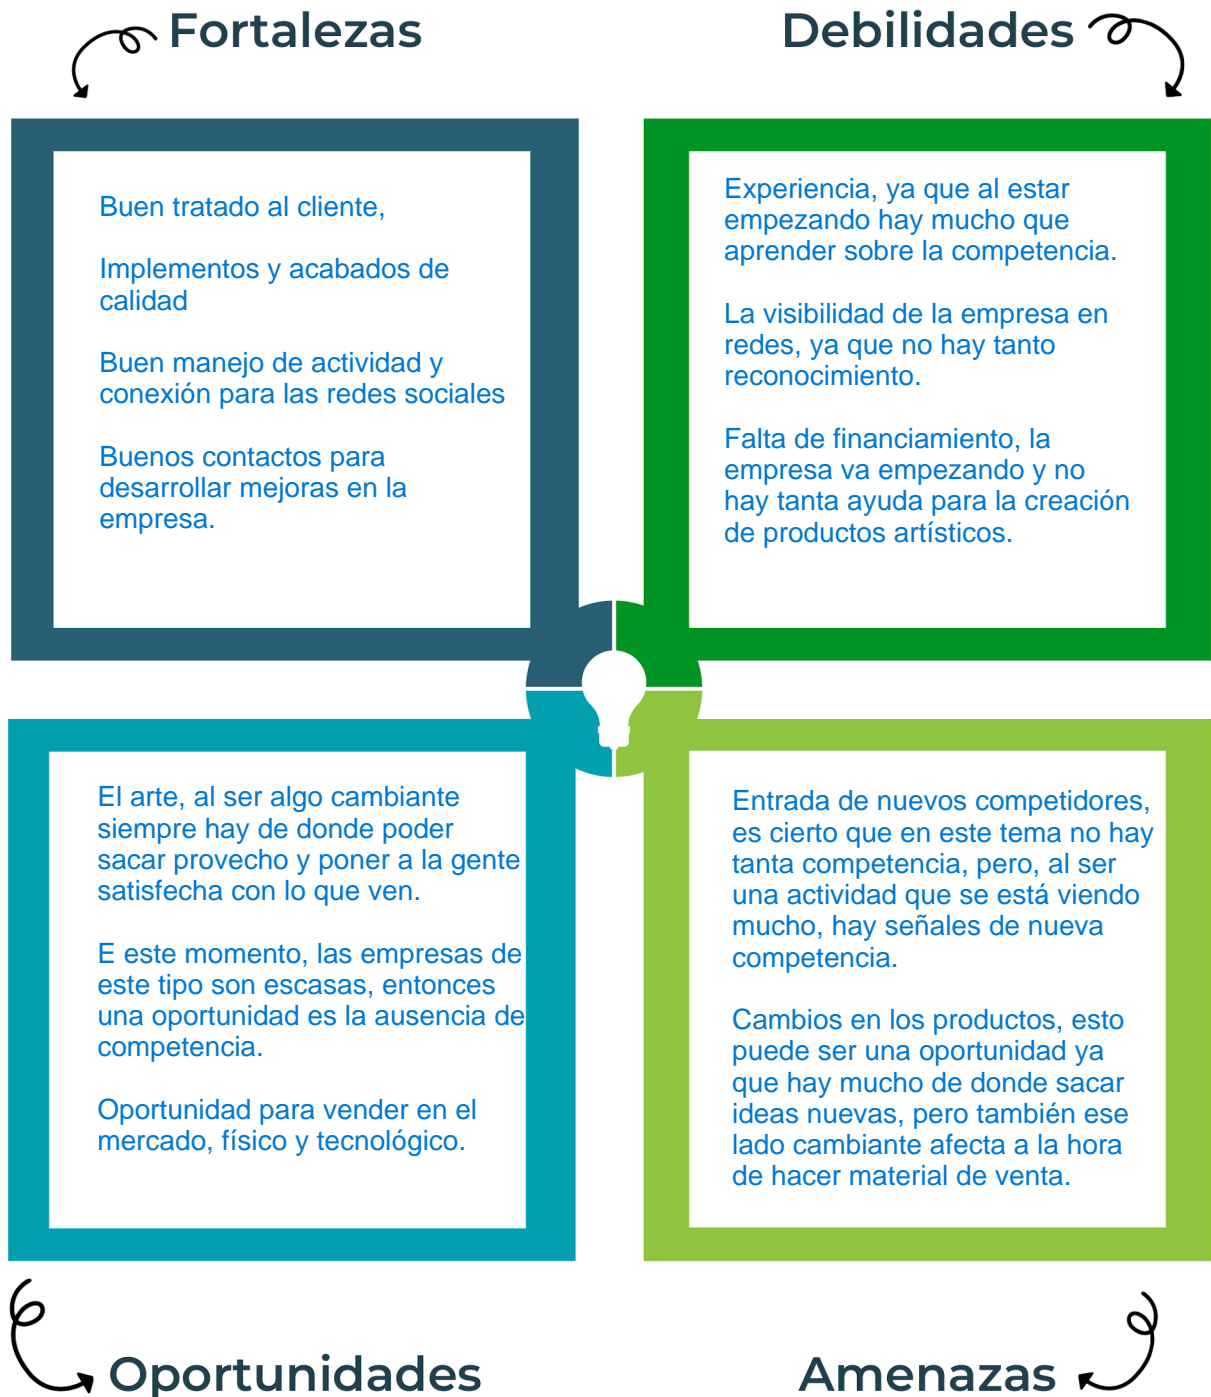 Fortalezas
Debilidades
Buen tratado al cliente,
Implementos y acabados de
calidad
Buen manejo de actividad y
conexión para las redes sociales
Buenos contactos para
desarrollar mejoras en la
empresa.
Experiencia, ya que al estar
empezando hay mucho que
aprender sobre la competencia.
La visibilidad de la empresa en
redes, ya que no hay tanto
reconocimiento.
Falta de financiamiento, la
empresa va empezando y no
hay tanta ayuda para la creación
de productos artísticos.
El arte, al ser algo cambiante
siempre hay de donde poder
sacar provecho y poner a la gente
satisfecha con lo que ven.
E este momento, las empresas de
este tipo son escasas, entonces
una oportunidad es la ausencia de
competencia.
Oportunidad para vender en el
mercado, físico y tecnológico.
Entrada de nuevos competidores,
es cierto que en este tema no hay
tanta competencia, pero, al ser
una actividad que se está viendo
mucho, hay señales de nueva
competencia.
Cambios en los productos, esto
puede ser una oportunidad ya
que hay mucho de donde sacar
ideas nuevas, pero también ese
lado cambiante afecta a la hora
de hacer material de venta.
Oportunidades
Amenazas